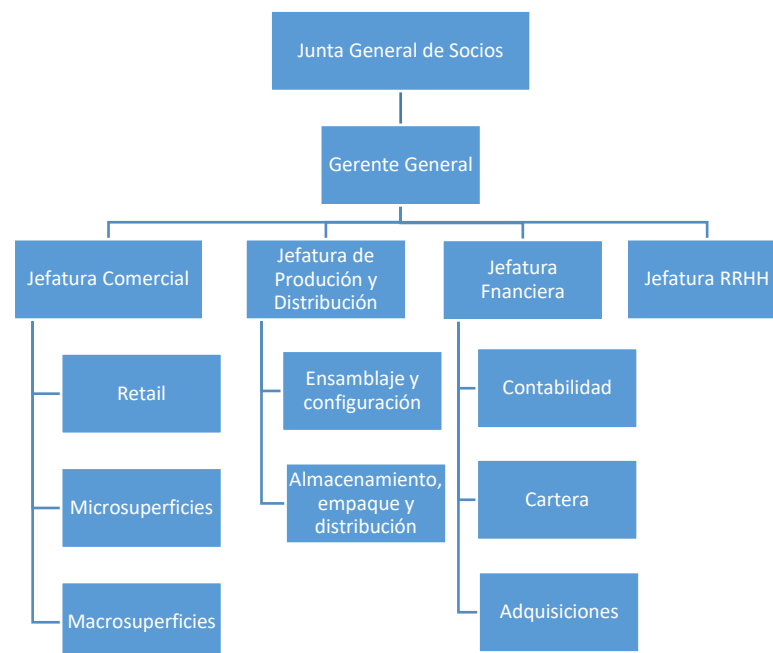 Junta General de Socios
Gerente General
Jefatura Comercial
Jefatura de
Produción y
Distribución
Jefatura
Fnanciera
Jefatura RRHH
Retail
Microsuperficies
Macrosuperficies
Ensamblaje y
configuración
Almacenamiento,
empaque y
distribución
Contabilidad
Cartera
Adquisiciones